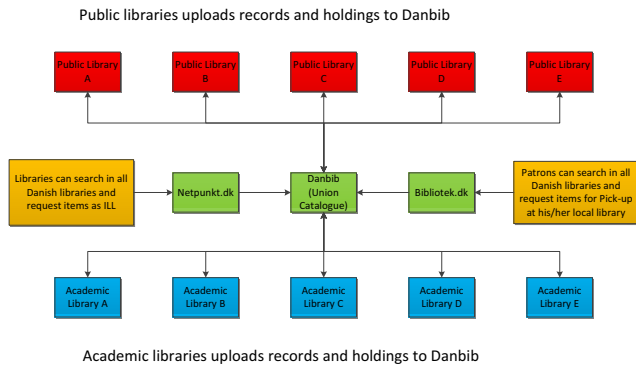 Public libraries uploads records and holdings to Danbib
Public Library
A
Public Library
B
Public Library
C
Public Library
D
Public Library
E
Libraries can search in all
Danish libraries and
request items as ILL
Netpunkt.dk
Danbib
(Union
Catalogue)
Bibliotek.dk
Patrons can search in all
Danish libraries and
request items for Pick-up
at his/her local library
Academic
Library A
Academic
Library B
Academic
Library C
Academic
Library D
Academic
Library E
Academic libraries uploads records and holdings to Danbib